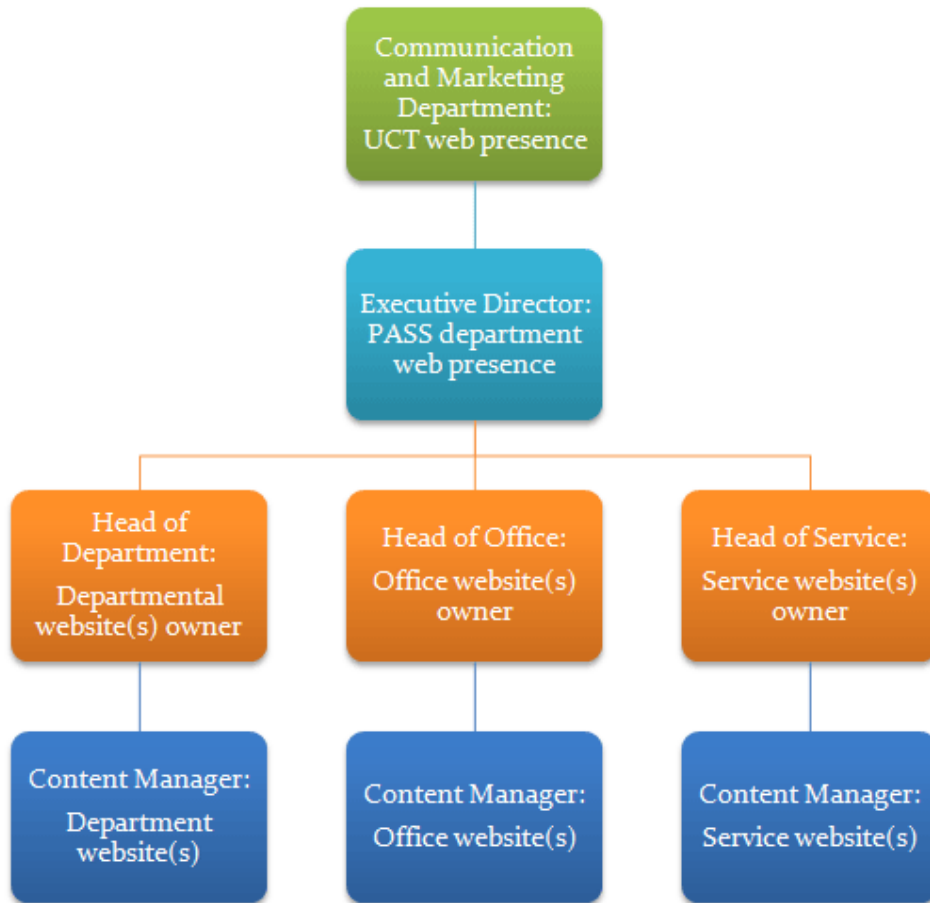 Communication
and Marketing
Department:
UCT web presence
Executive Director:
PASS department
web presence
Head of
Department:
Departmental
website(s) owner
Head of Office:
Office website(s)
owner
Head of Service:
Service website(s)
owner
Content Manager:
Department
website(s)
Content Manager:
Office website(s)
Content Manager:
Service website(s)